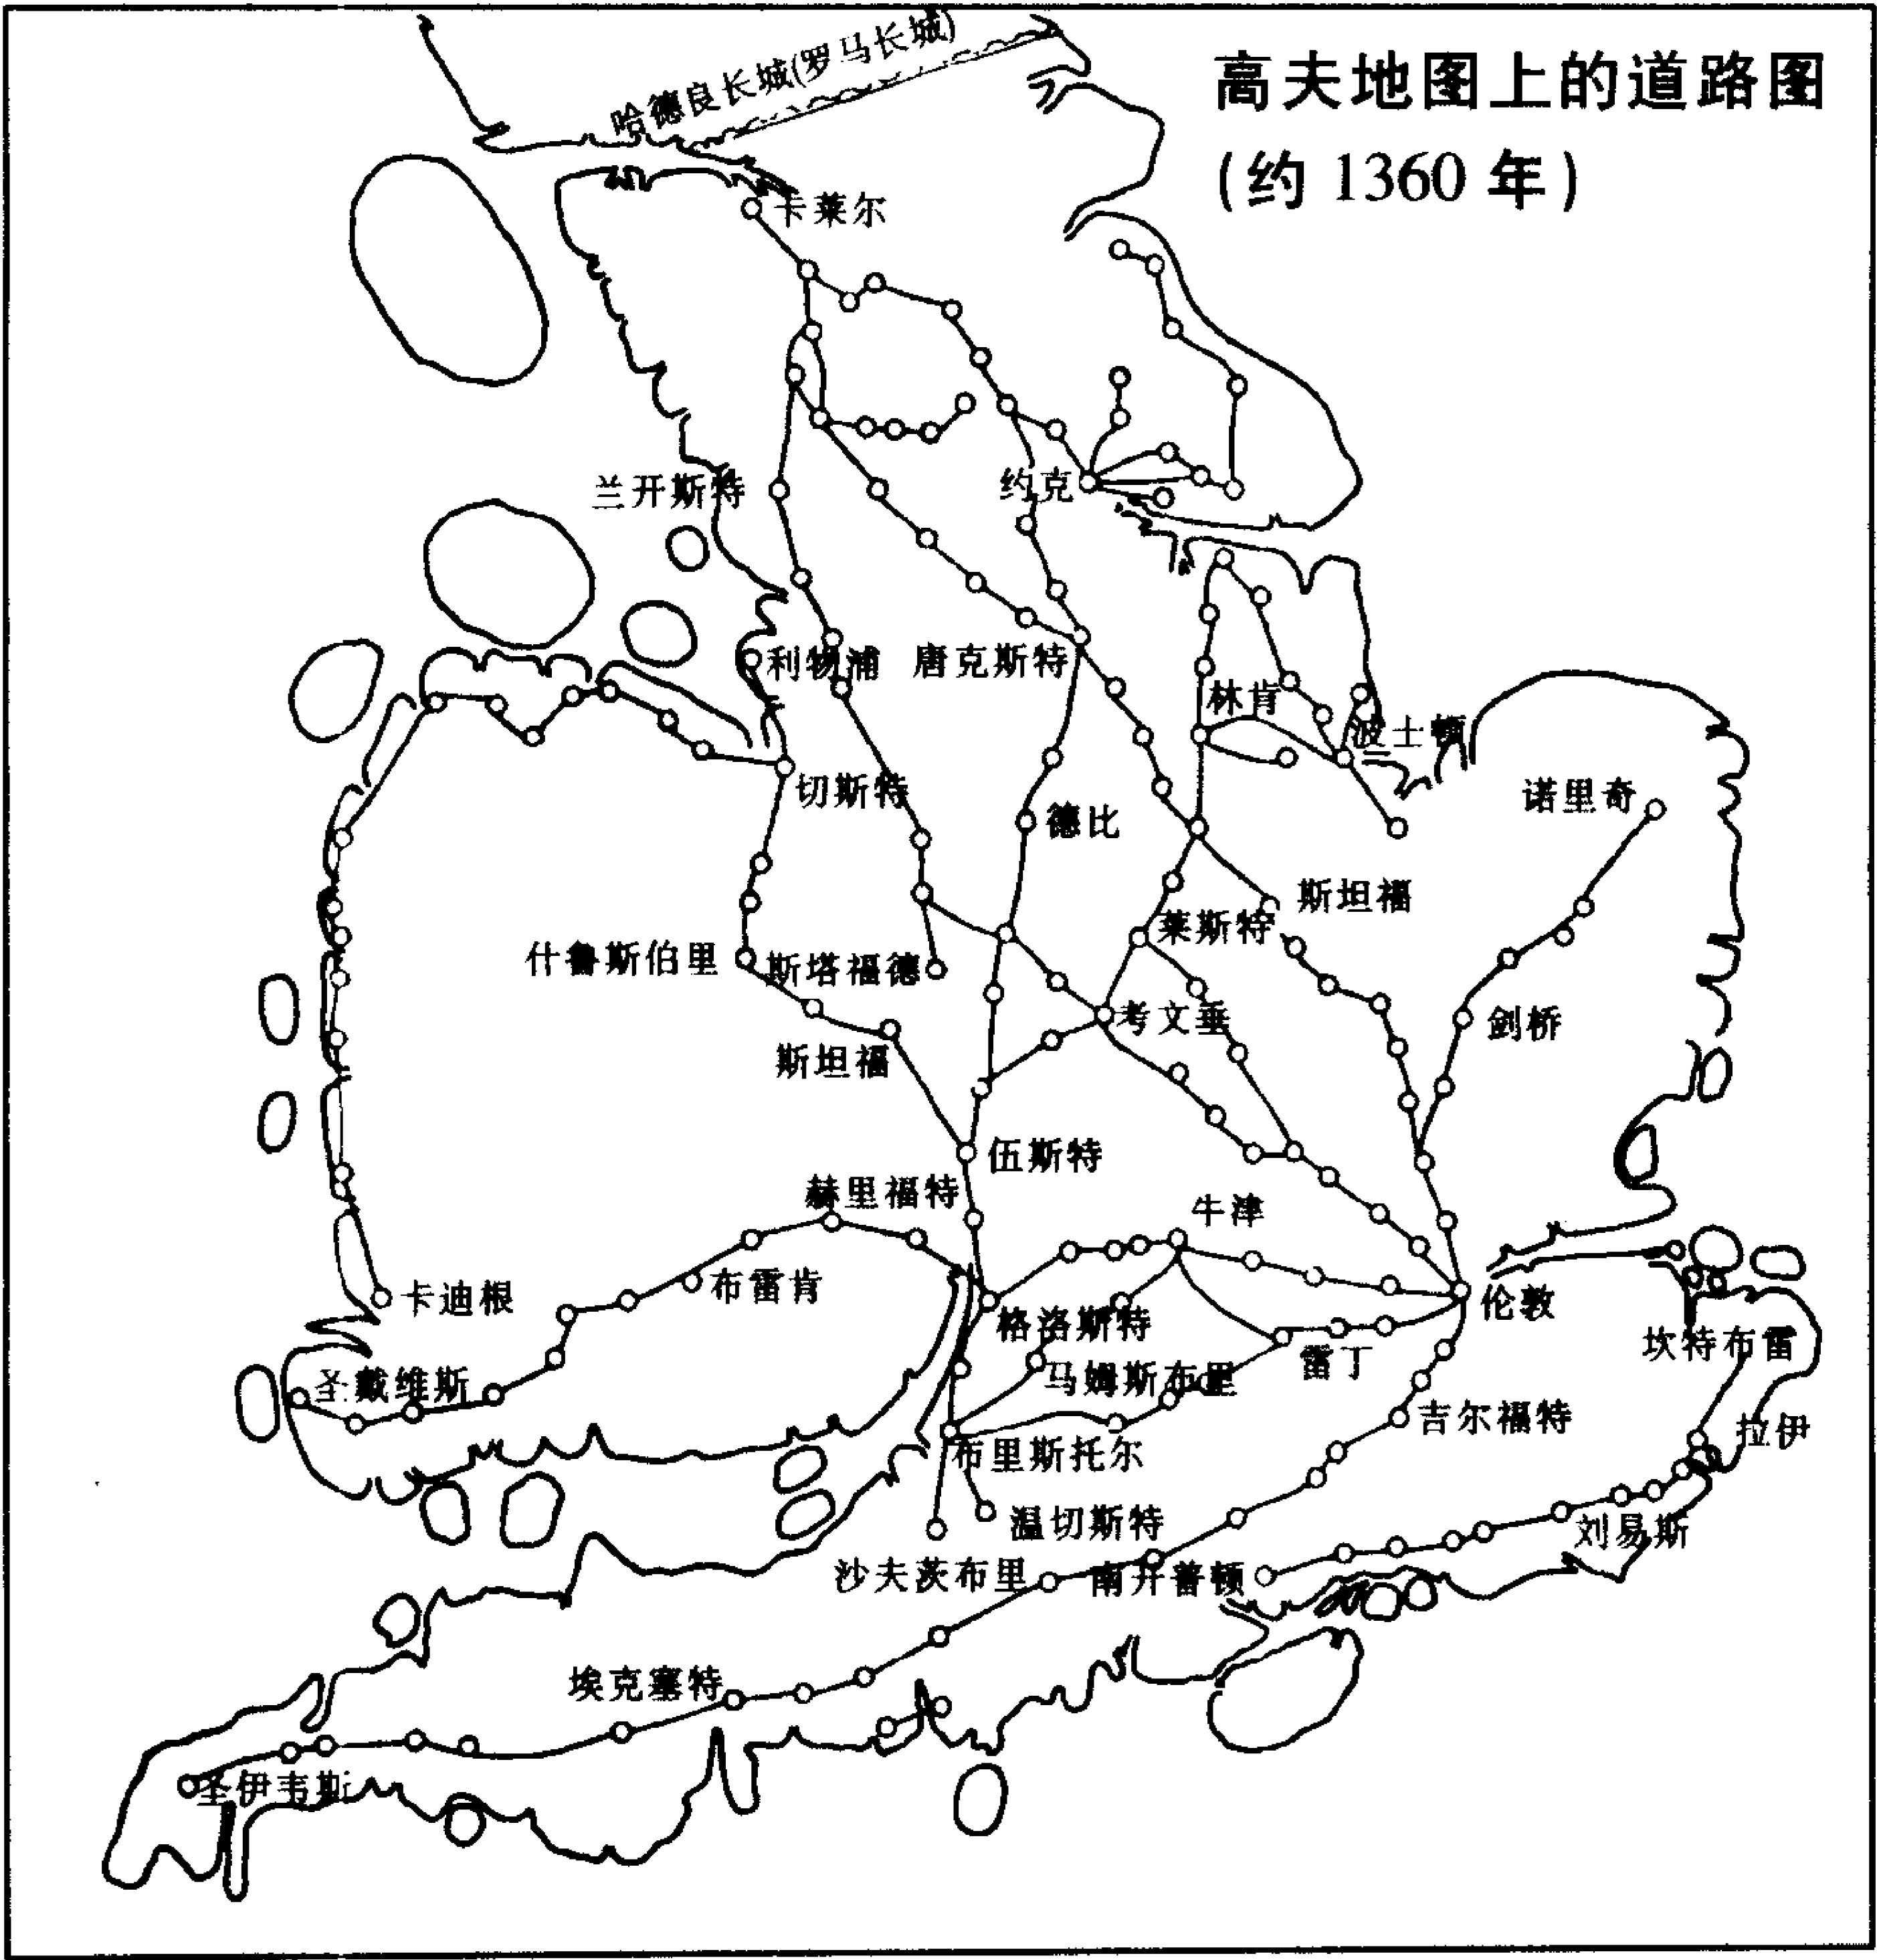 高夫地图上的道路图
(约 1360 年)
哈德良长城(罗马长城)
卡莱尔
兰开斯特
约克
利物浦
唐克斯特
林肯
波士顿
切斯特
德比
诺里奇
斯坦福
莱斯特
什鲁斯伯里
斯塔福德
考文垂
剑桥
斯坦福
伍斯特
赫里福特
牛津
布雷肯
卡迪根
格洛斯特
伦敦
坎特布雷
圣戴维斯
马姆斯布里
雷丁
吉尔福特
拉伊
布里斯托尔
温切斯特
刘易斯
沙夫茨布里
南开普顿
埃克塞特
圣伊韦斯